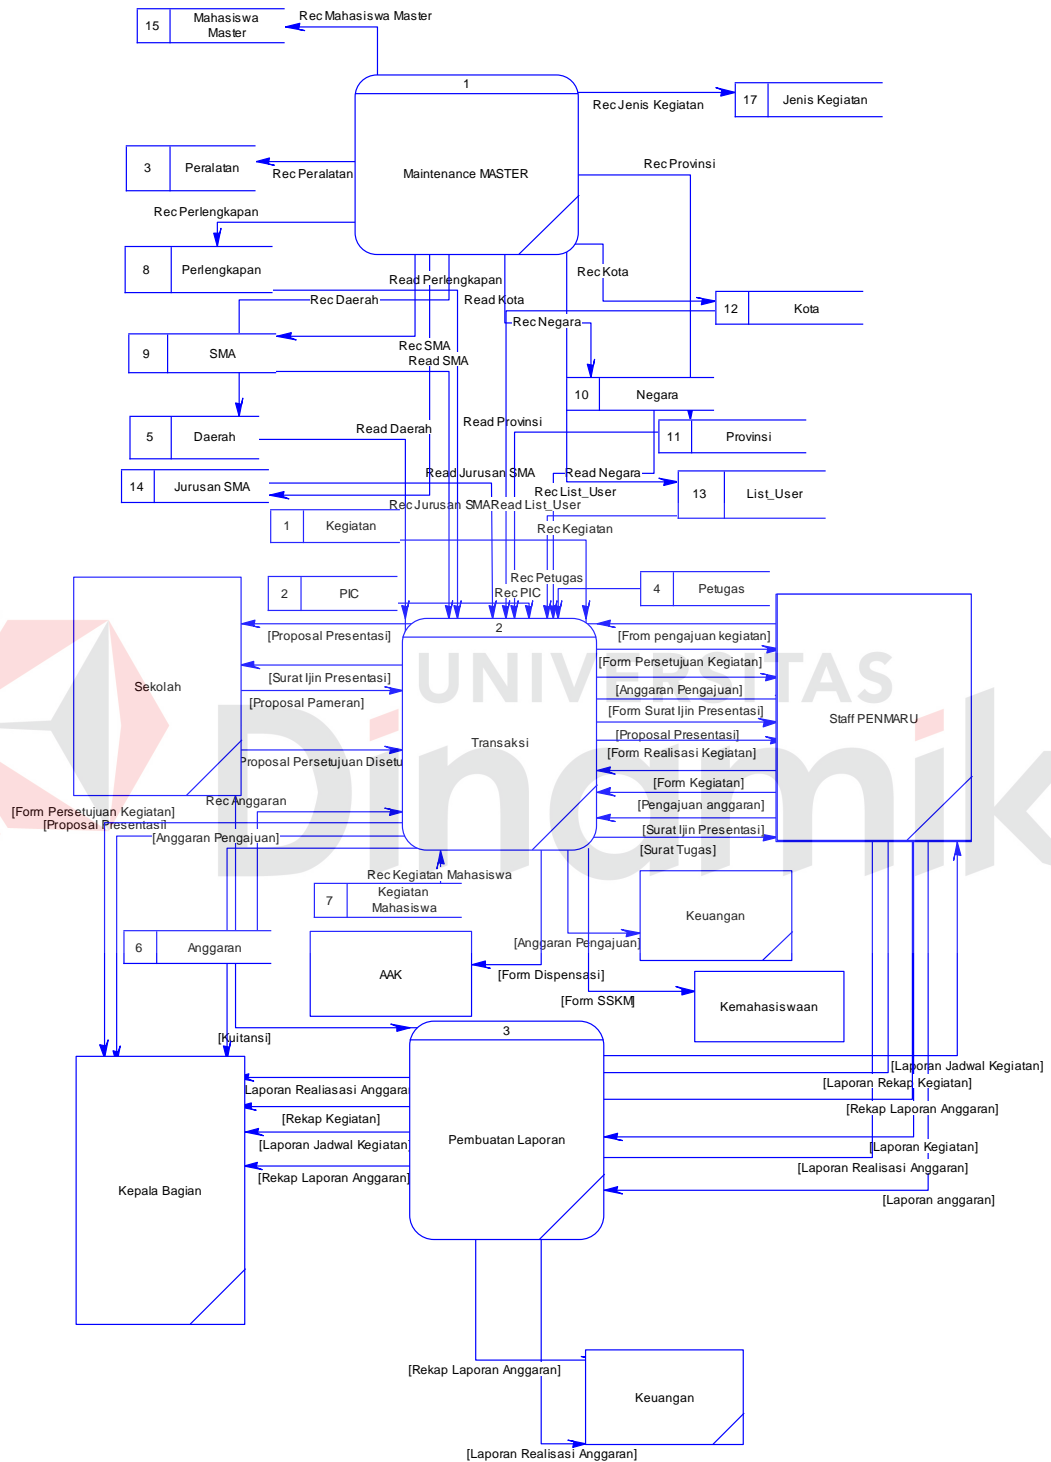 15
Mahasiswa
Master
Rec Mahasiswa Master
1
Maintenance MASTER
Rec Jenis Kegiatan
17
Jenis Kegiatan
3
Peralatan
Rec Peralatan
Rec Provinsi
Rec Perlengkapan
8
Perlengkapan
Read Perlengkapan
Rec Kota
Rec Daerah
Read Kota
12
Kota
Rec Negara
9
SMA
Rec SMA
Read SMA
10
Negara
5
Daerah
Read Daerah
Read Provinsi
11
Provinsi
14
Jurusan SMA
Read Jurusan SMA
Read Negara
Rec List_User
13
List_User
Rec Jurusan SMA
Read List_User
1
Kegiatan
Rec Kegiatan
2
PIC
Rec Petugas
Rec PIC
4
Petugas
2
[Proposal Presentasi]
[From pengajuan kegiatan]
[Form Persetujuan Kegiatan]
[Surat Ijin Presentasi]
Sekolah
[Anggaran Pengajuan]
[Proposal Pameran]
[Form Surat Ijin Presentasi]
Staff PENMARU
[Proposal Presentasi]
Transaksi
[Form Realisasi Kegiatan]
Proposal Persetujuan Disetu
[Form Kegiatan]
Rec Anggaran
[Pengajuan anggaran]
[Form Persetujuan Kegiatan]
[Proposal Presentasi]
[Anggaran Pengajuan]
[Surat Ijin Presentasi]
[Surat Tugas]
UNIVERSITAS
Dinamika
Rec Kegiatan Mahasiswa
7
Kegiatan
Mahasiswa
Keuangan
6
Anggaran
[Anggaran Pengajuan]
AAK
[Form Dispensasi]
[Form SSKM]
Kemahasiswaan
[Kuitansi]
3
[Laporan Jadwal Kegiatan]
Laporan Realiasasi Anggaran
[Laporan Rekap Kegiatan]
[Rekap Kegiatan]
[Rekap Laporan Anggaran]
Pembuatan Laporan
[Laporan Jadwal Kegiatan]
[Laporan Kegiatan]
[Rekap Laporan Anggaran]
[Laporan Realisasi Anggaran]
Kepala Bagian
[Laporan anggaran]
[Rekap Laporan Anggaran]
Keuangan
[Laporan Realisasi Anggaran]